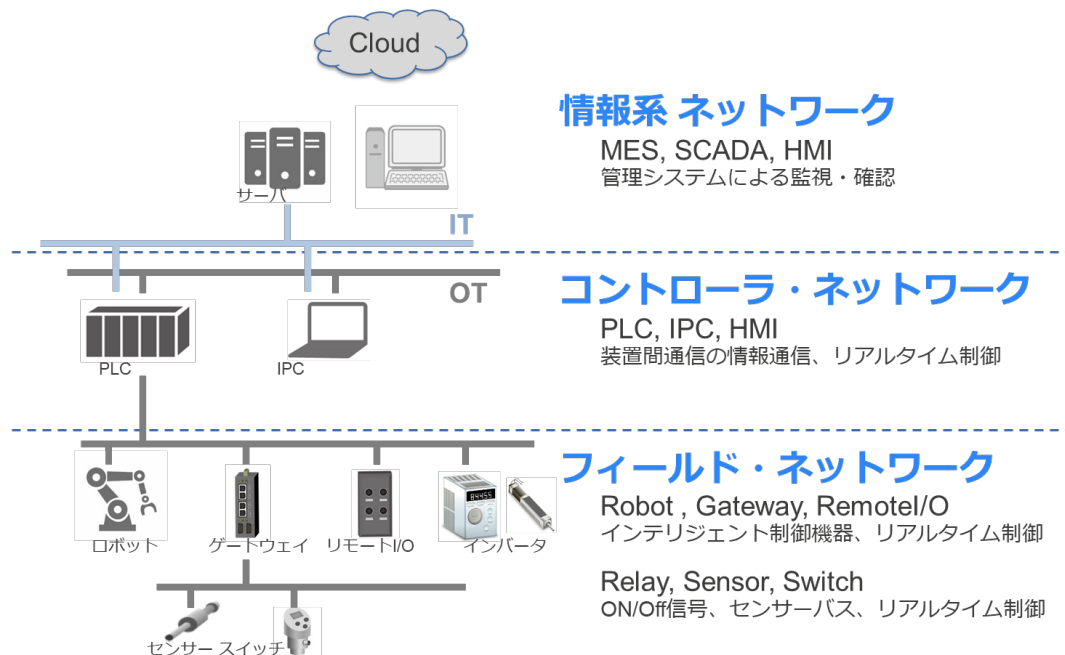 Cloud
情報系 ネットワーク
MES, SCADA, HMI
管理システムによる監視・確認
サーバ
IT
コントローラ・ネットワーク
OT
PLC, IPC, HMI
装置間通信の情報通信、リアルタイム制御
PLC
IPC
フィールド・ネットワーク
84455
Robot , Gateway, RemoteI/O
インテリジェント制御機器、リアルタイム制御
ロボット
ゲートウェイ
リモートI/O
インバータ
Relay, Sensor, Switch
ON/Off信号、センサーバス、リアルタイム制御
センサー スイッチ